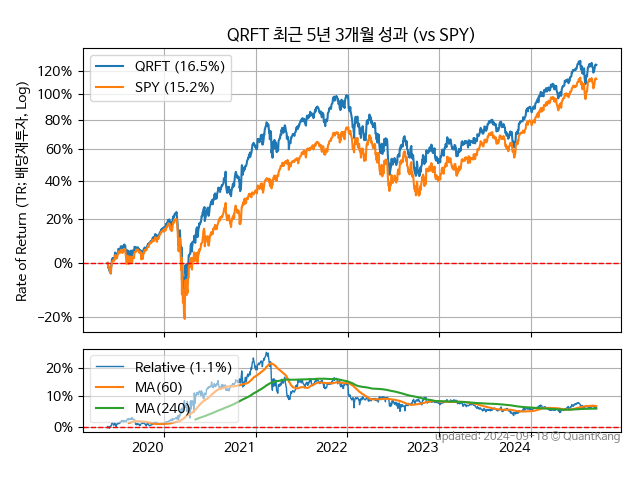 QRFT 최근 5년 3개월 성과 (vs SPY)
Rate of Return (TR: 배당재투자, Log)
120%
100%
80%
60%
40%
20%
0%
−20%
QRFT (16.5%)
SPY (15.2%)
20%
10%
0%
Relative (1.1%)
MA(60)
MA(240)
2020
2021
2022
2023
2024
Updated: 2024-09-18 © QuantKang